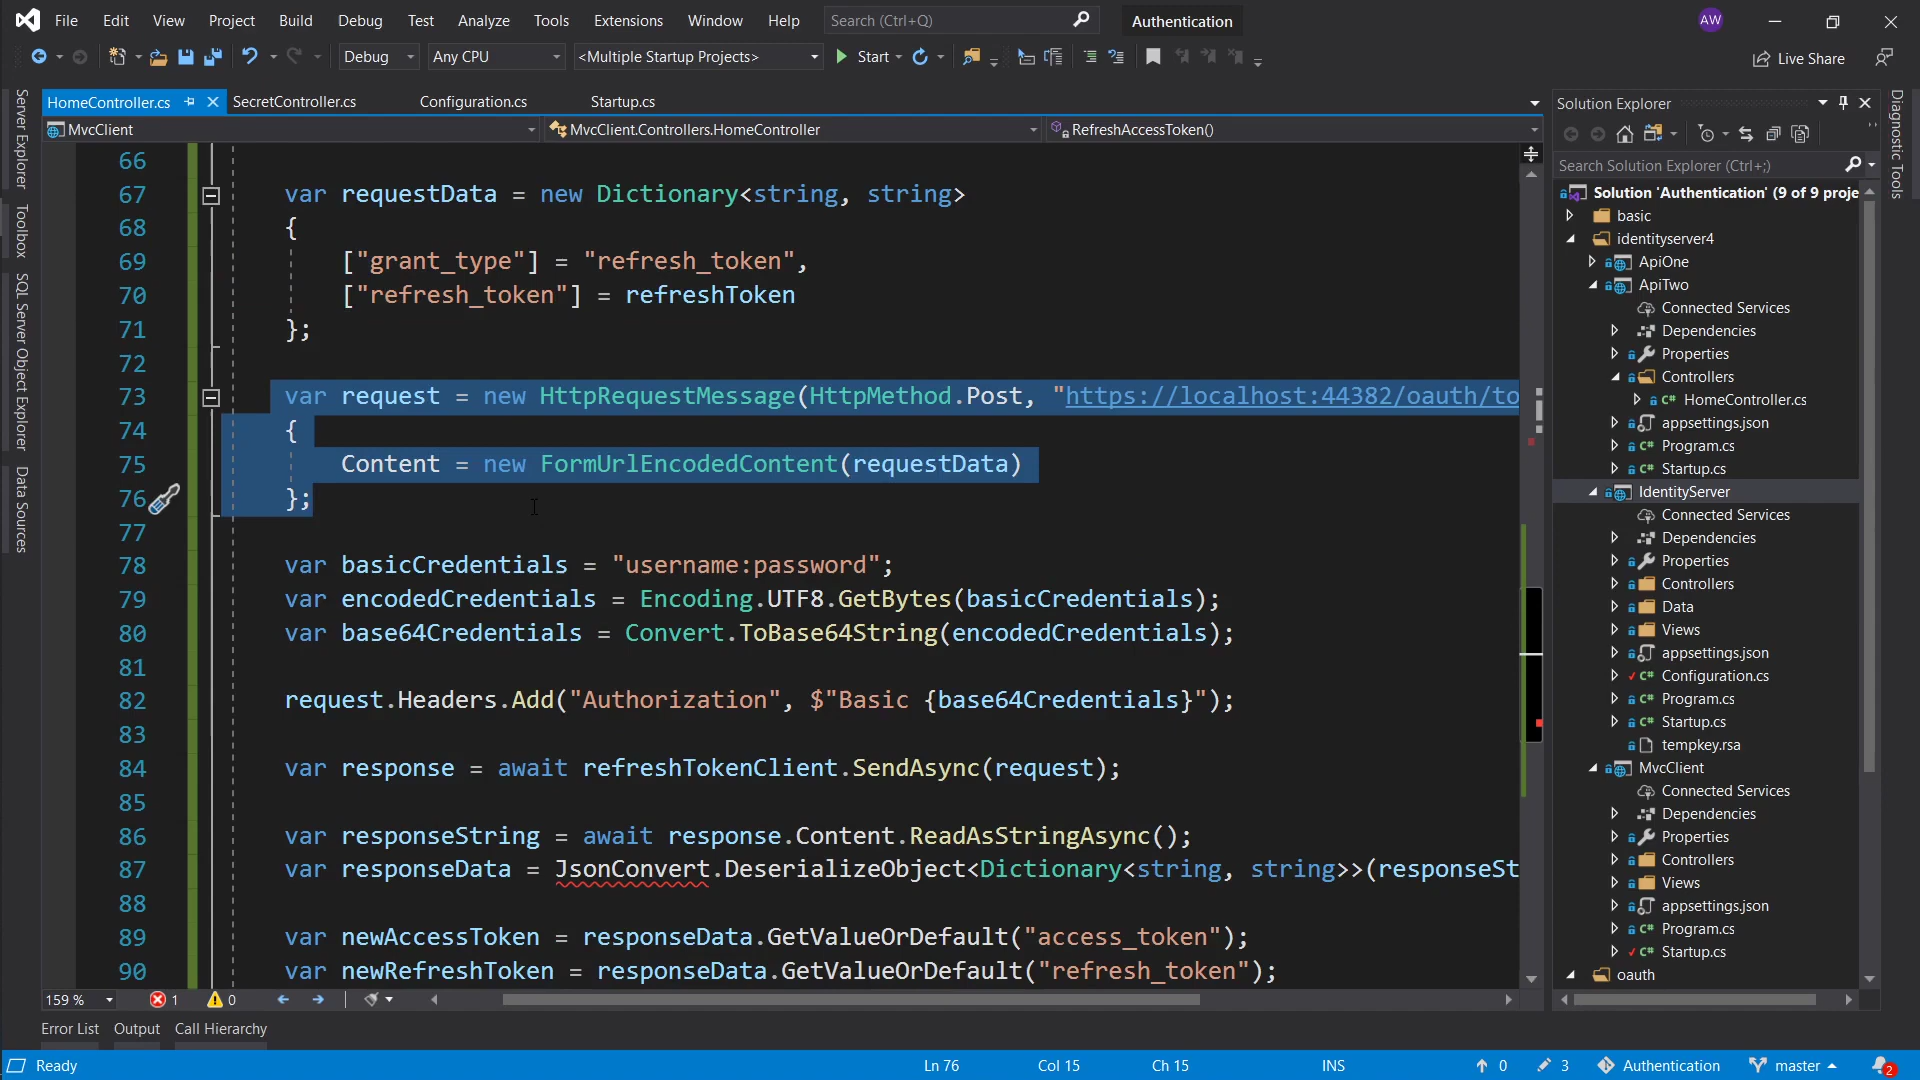 File Edit View Project Build Debug Test Analyze Tools Extensions Window Help Search (Ctrl+Q) Authentication AW
Debug Any CPU <Multiple Startup Projects> Start Live Share
Server Explorer
Toolbox
SQL Server Object Explorer
Data Sources
HomeController.cs SecretController.cs Configuration.cs Startup.cs
MvcClient MvcClient.Controllers.HomeController RefreshAccessToken()
66
67 var requestData = new Dictionary<string, string>
68 {
69 ["grant_type"] = "refresh_token",
70 ["refresh_token"] = refreshToken
71 };
72
73 var request = new HttpRequestMessage(HttpMethod.Post, "https://localhost:44382/oauth/to
74 {
75 Content = new FormUrlEncodedContent(requestData)
76 };
77
78 var basicCredentials = "username:password";
79 var encodedCredentials = Encoding.UTF8.GetBytes(basicCredentials);
80 var base64Credentials = Convert.ToBase64String(encodedCredentials);
81
82 request.Headers.Add("Authorization", $"Basic {base64Credentials}");
83
84 var response = await refreshTokenClient.SendAsync(request);
85
86 var responseString = await response.Content.ReadAsStringAsync();
87 var responseData = JsonConvert.DeserializeObject<Dictionary<string, string>>(responseSt
88
89 var newAccessToken = responseData.GetValueOrDefault("access_token");
90 var newRefreshToken = responseData.GetValueOrDefault("refresh_token");
159 % 1 0
Error List Output Call Hierarchy
Solution Explorer
Search Solution Explorer (Ctrl+;)
Solution 'Authentication' (9 of 9 proje
basic
identityserver4
ApiOne
ApiTwo
Connected Services
Dependencies
Properties
Controllers
C# HomeController.cs
appsettings.json
C# Program.cs
C# Startup.cs
IdentityServer
Connected Services
Dependencies
Properties
Controllers
Data
Views
appsettings.json
C# Configuration.cs
C# Program.cs
C# Startup.cs
tempkey.rsa
MvcClient
Connected Services
Dependencies
Properties
Controllers
Views
appsettings.json
C# Program.cs
C# Startup.cs
oauth
Diagnostic Tools
Ready Ln 76 Col 15 Ch 15 INS 0 3 Authentication master 2